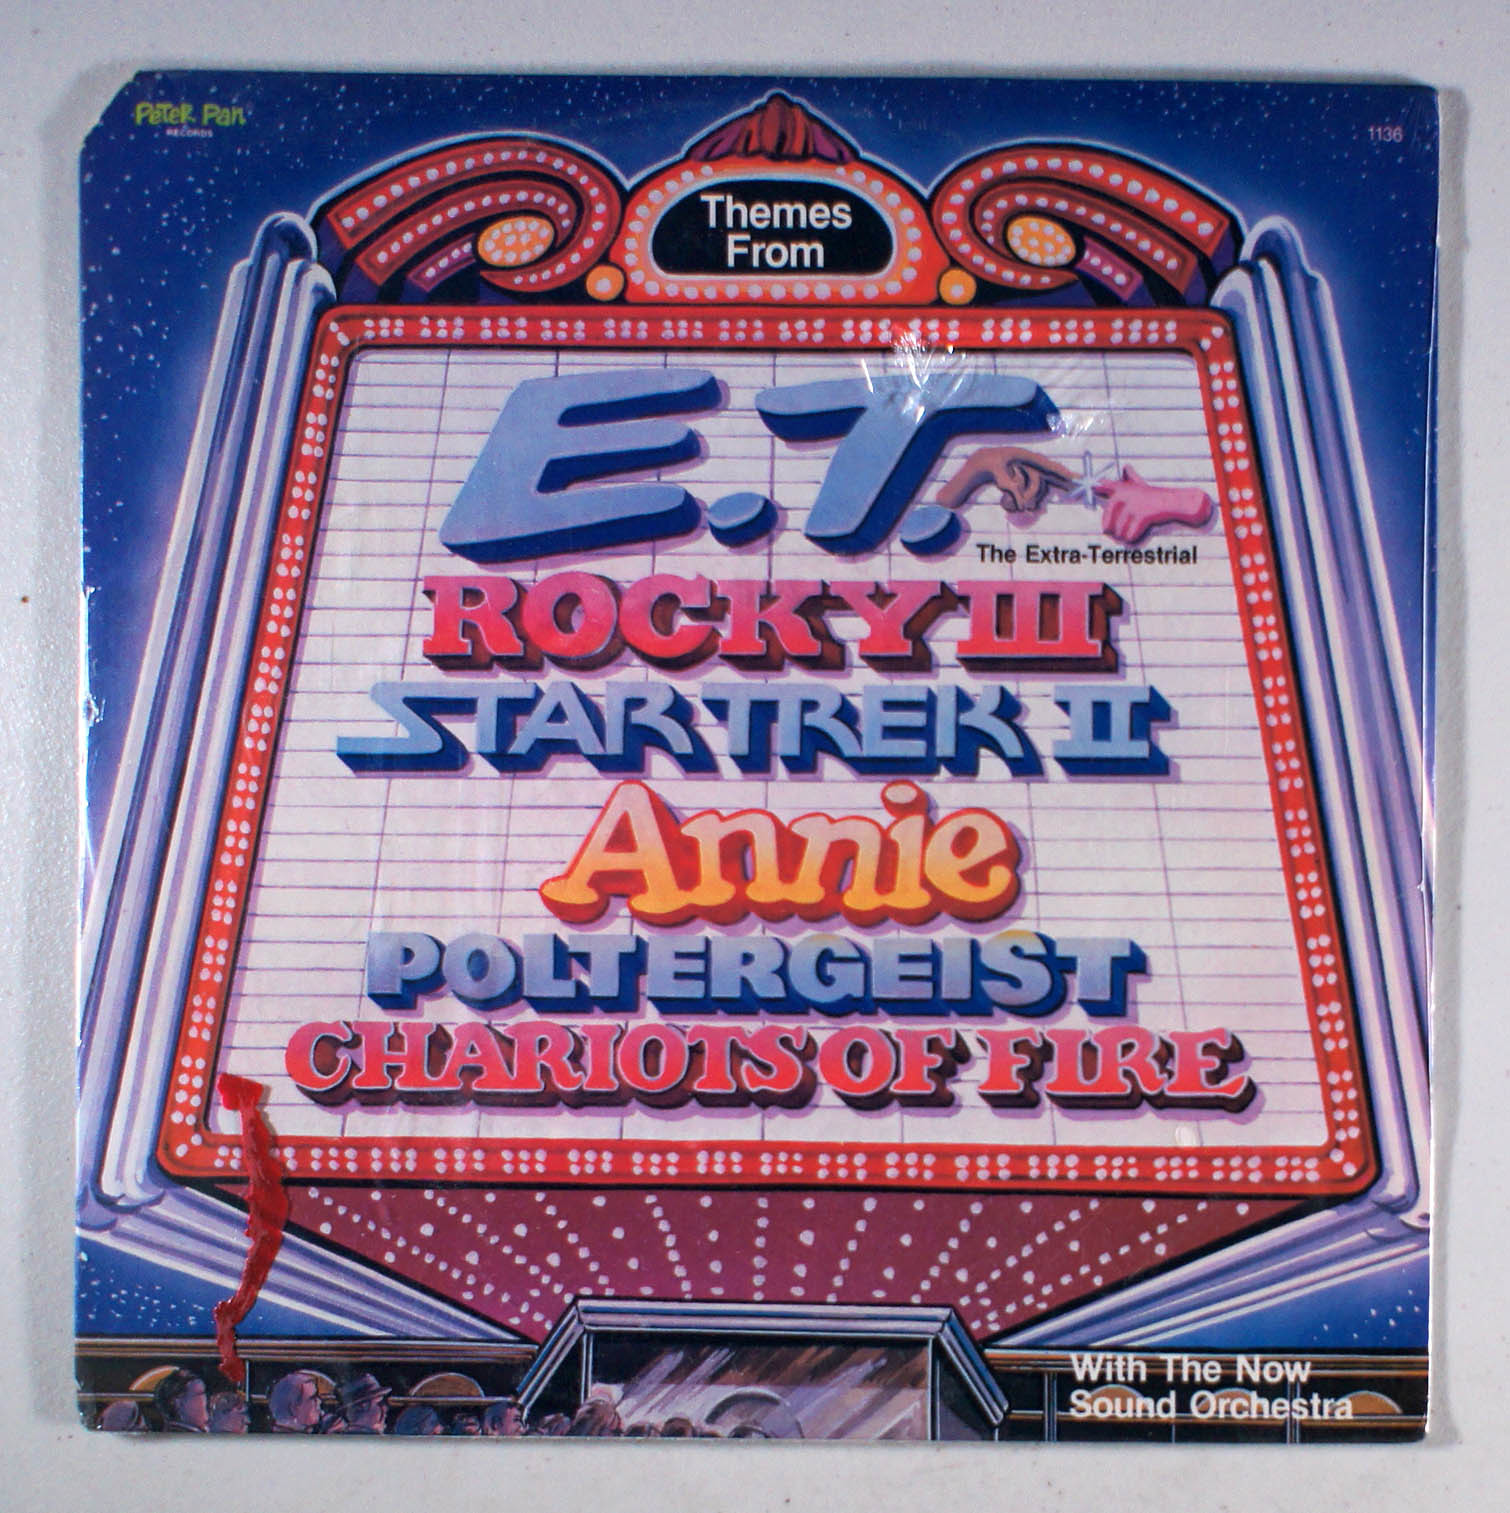 Peter Pan
RECORDS
1136
Themes
From
E.T.
The Extra-Terrestrial
ROCKY III
STAR TREK II
Annie
POLTERGEIST
CHARIOTS OF FIRE
With The Now
Sound Orchestra